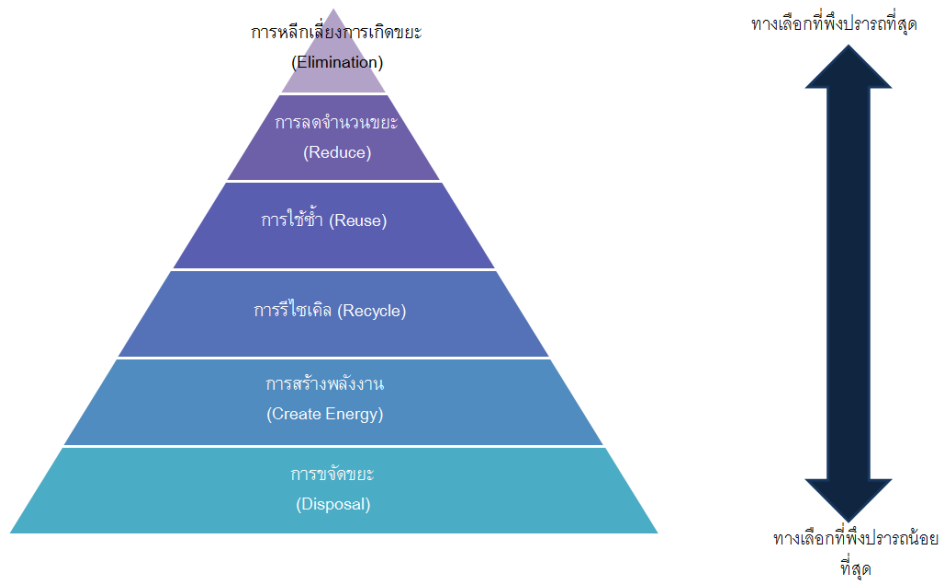 การหลีกเลี่ยงการเกิดขยะ
(Elimination)
การลดจำนวนขยะ
(Reduce)
การใช้ซ้ำ (Reuse)
การรีไซเคิล (Recycle)
การสร้างพลังงาน
(Create Energy)
การขจัดขยะ
(Disposal)
ทางเลือกที่พึงปรารถที่สุด
ทางเลือกที่พึงปรารถน้อย
ที่สุด